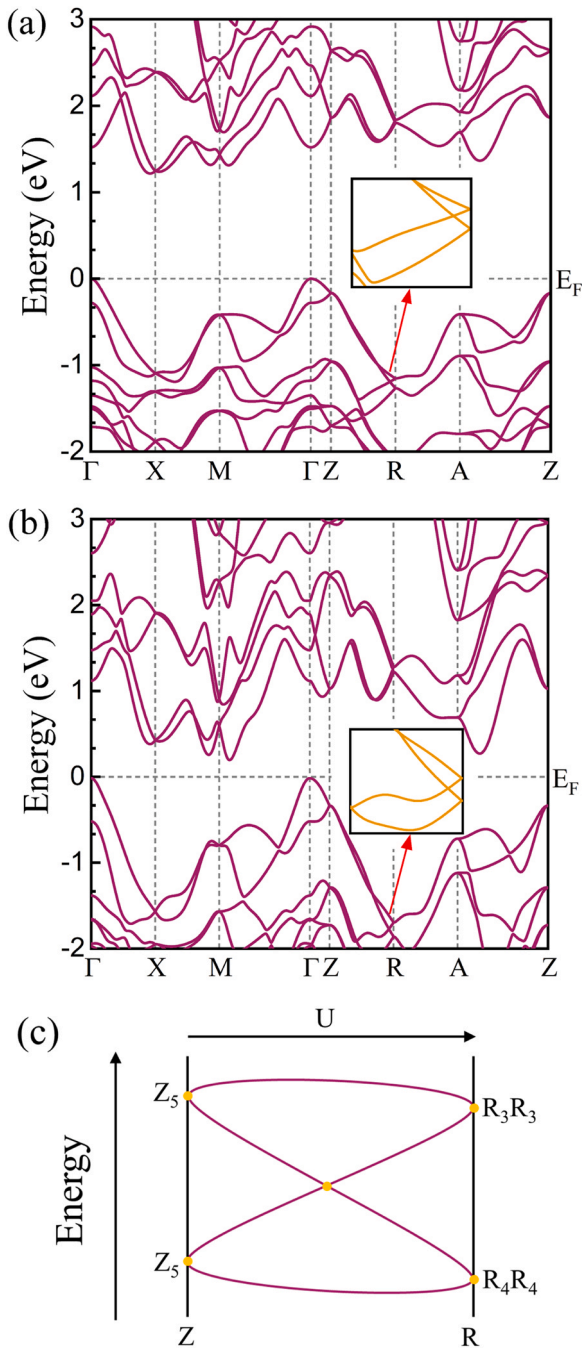 (a)
3
2
1
0
-1
-2
Energy (eV)
E_F
Γ X M Γ Z R A Z
(b)
3
2
1
0
-1
-2
Energy (eV)
E_F
Γ X M Γ Z R A Z
(c)
U
Energy
Z₅
R₃R₃
Z₅
R₄R₄
Z R